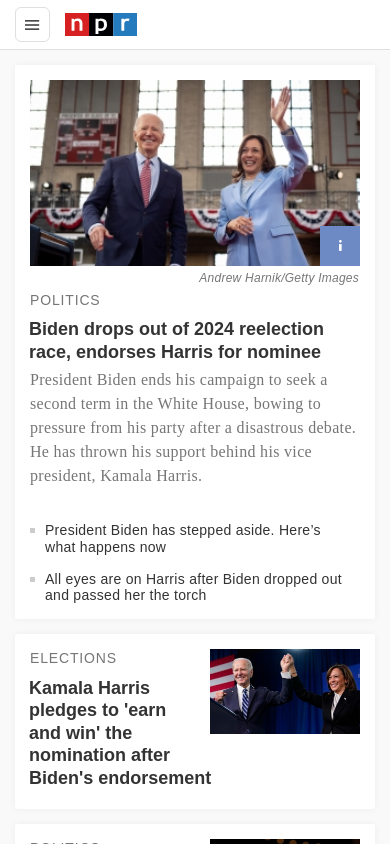 npr
Andrew Harnik/Getty Images
POLITICS
Biden drops out of 2024 reelection
race, endorses Harris for nominee
President Biden ends his campaign to seek a
second term in the White House, bowing to
pressure from his party after a disastrous debate.
He has thrown his support behind his vice
president, Kamala Harris.
President Biden has stepped aside. Here’s
what happens now
All eyes are on Harris after Biden dropped out
and passed her the torch
ELECTIONS
Kamala Harris
pledges to 'earn
and win' the
nomination after
Biden's endorsement
POLITICS